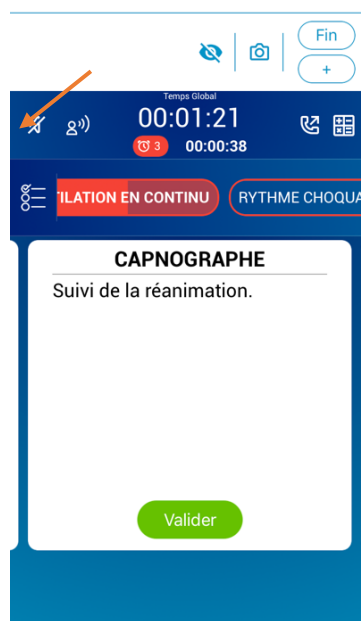 Fin
+
Temps Global
00:01:21
3 00:00:38
TILATION EN CONTINU RYTHME CHOQUA
CAPNOGRAPHE
Suivi de la réanimation.
Valider